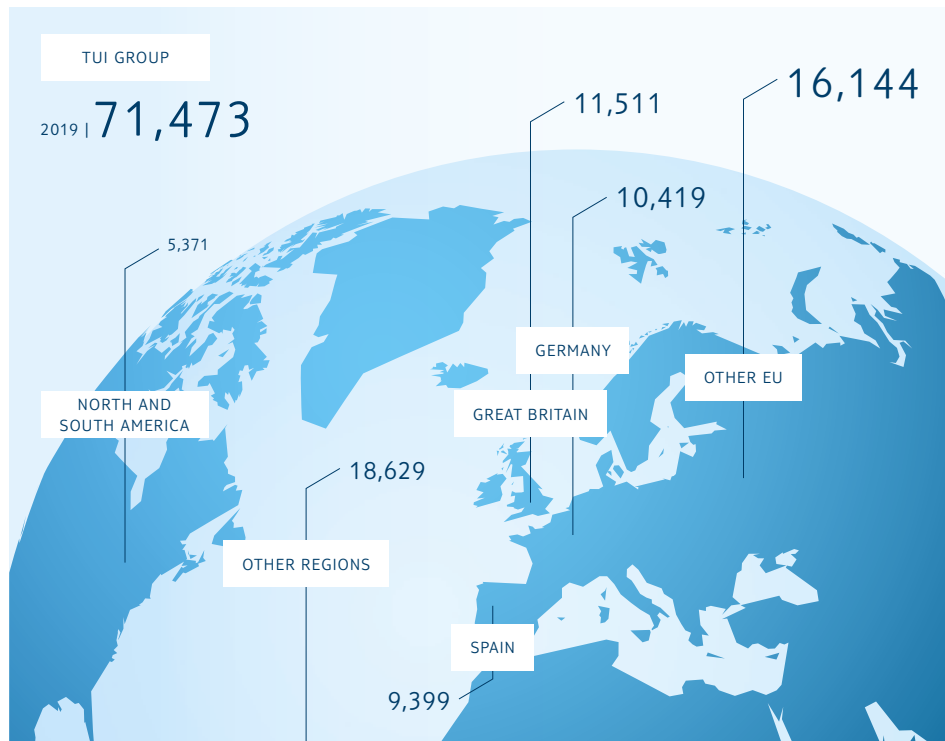 TUI GROUP
2019 | 71,473
16,144
11,511
10,419
5,371
GERMANY
OTHER EU
NORTH AND
SOUTH AMERICA
GREAT BRITAIN
18,629
OTHER REGIONS
SPAIN
9,399